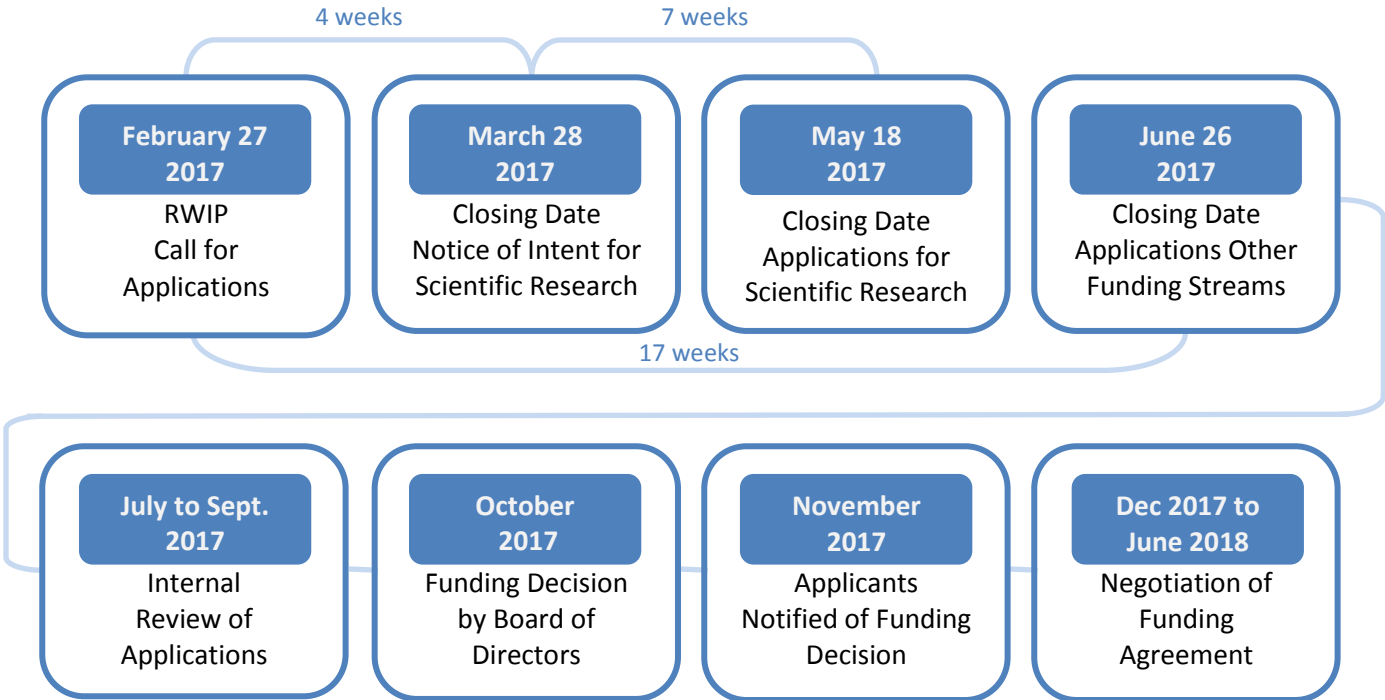 4 weeks
7 weeks
February 27
2017
RWIP
Call for
Applications
March 28
2017
Closing Date
Notice of Intent for
Scientific Research
May 18
2017
Closing Date
Applications for
Scientific Research
June 26
2017
Closing Date
Applications Other
Funding Streams
17 weeks
July to Sept.
2017
Internal
Review of
Applications
October
2017
Funding Decision
by Board of
Directors
November
2017
Applicants
Notified of Funding
Decision
Dec 2017 to
June 2018
Negotiation of
Funding
Agreement